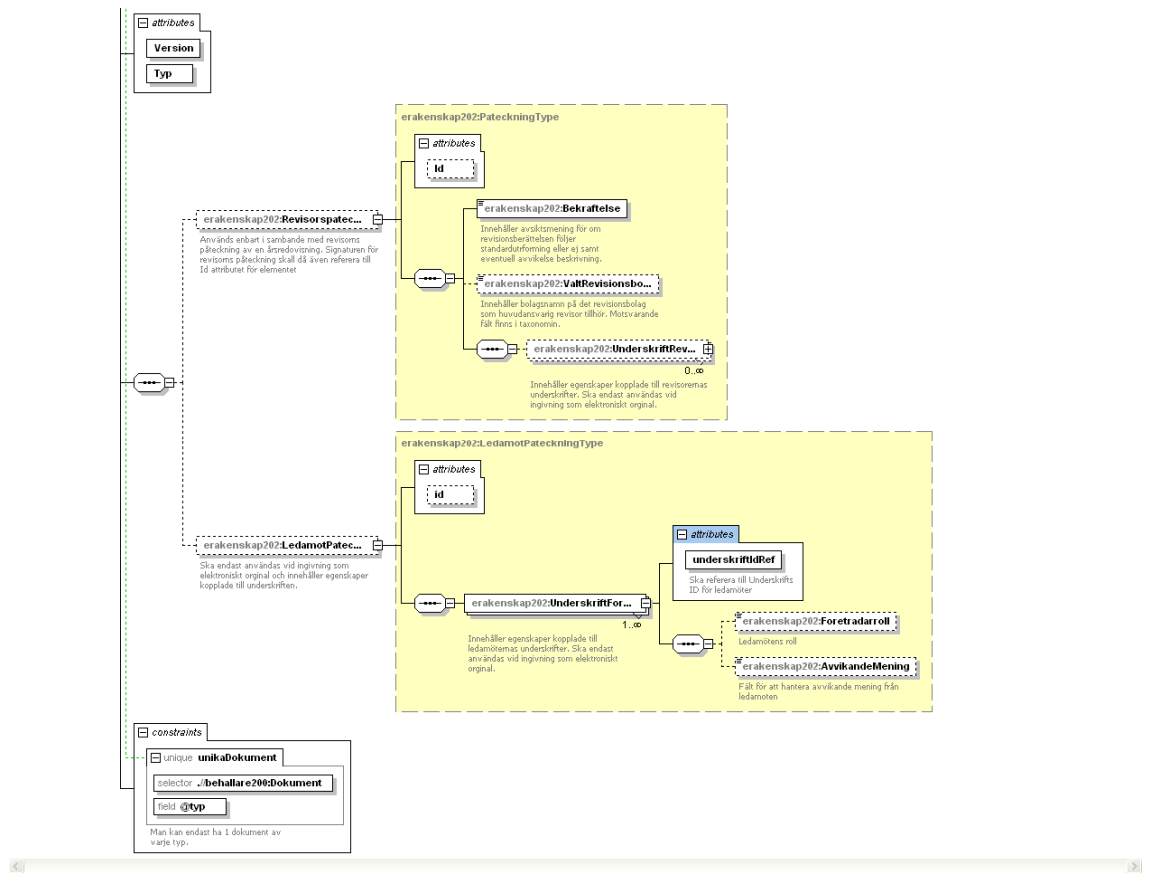 attributes
Version
Typ
erakenskap202:PateckningType
attributes
Id
erakenskap202:Revisorspatec...
Används enbart i sambande med revisorns
påteckning av en årsredovisning. Signaturen för
revisorns påteckning skall då även referera till
Id attributet för elementet
erakenskap202:Bekraftelse
Innehåller avsiktsmening för om
revisionsberättelsen följer
standardutformning eller ej samt
eventuell avvikelse beskrivning.
erakenskap202:ValtRevisionsbo...
Innehåller bolagsnamn på det revisionsbolag
som huvudansvarig revisor tillhör. Motsvarande
fält finns i taxonomin.
erakenskap202:UnderskriftRev...
0..∞
Innehåller egenskaper kopplade till revisorernas
underskrifter. Ska endast användas vid
ingivning som elektroniskt orginal.
erakenskap202:LedamotPateckningType
attributes
id
erakenskap202:LedamotPatec...
Ska endast användas vid ingivning som
elektroniskt orginal och innehåller egenskaper
kopplade till underskriften.
attributes
underskriftIdRef
Ska referera till Underskrifts
ID för ledamöter
erakenskap202:UnderskriftFor...
1..∞
Innehåller egenskaper kopplade till
ledamöternas underskrifter. Ska endast
användas vid ingivning som elektroniskt
orginal.
erakenskap202:Foretradarroll
Ledamötens roll
erakenskap202:AvvikandeMening
Fält för att hantera avvikande mening från
ledamoten
constraints
unique unikaDokument
selector .//behallare200:Dokument
field @typ
Man kan endast ha 1 dokument av
varje typ.